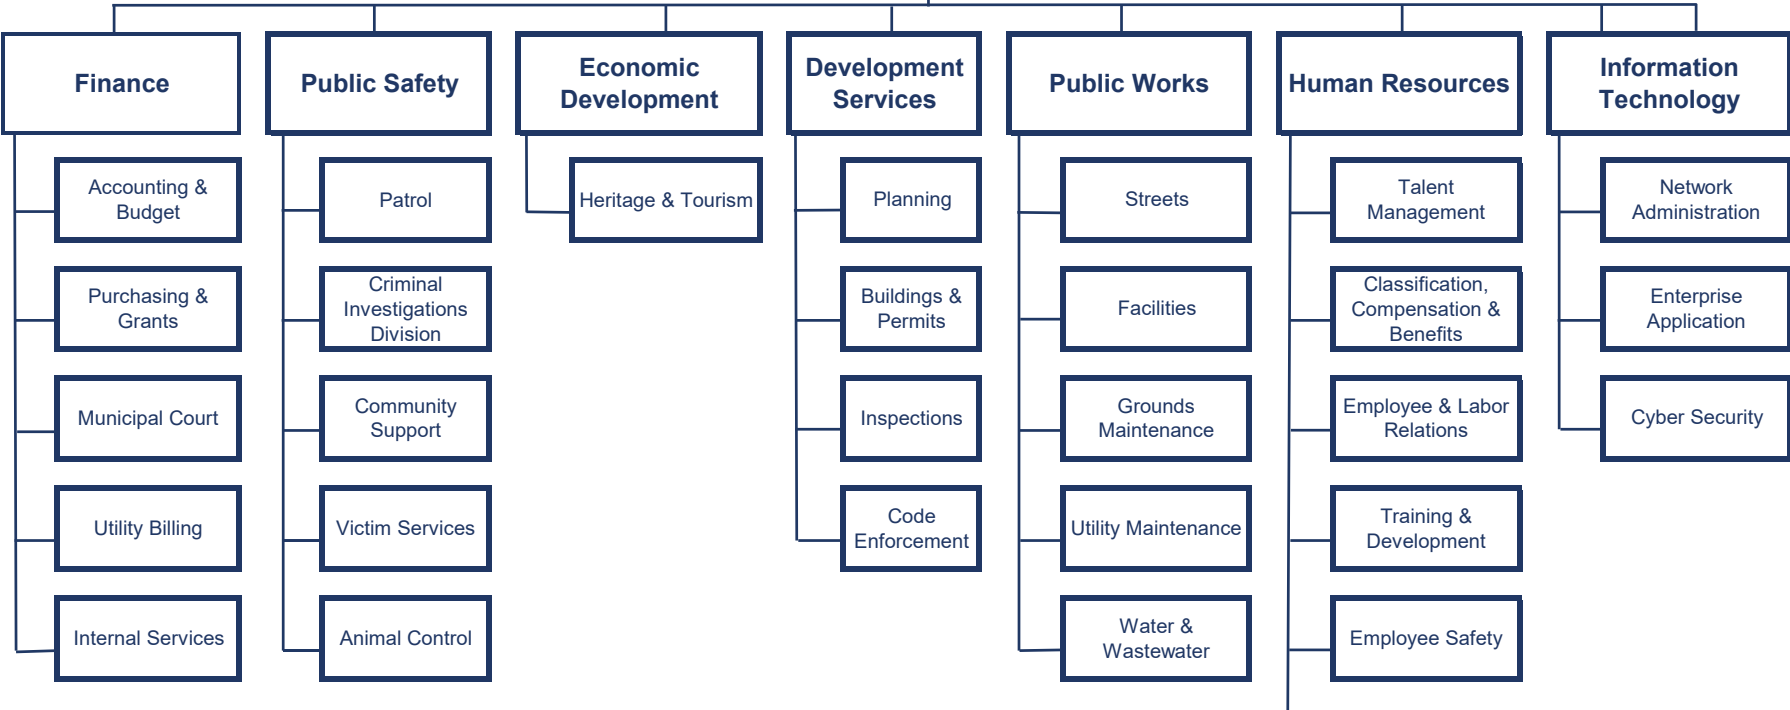 Finance
Accounting &
Budget
Purchasing &
Grants
Municipal Court
Utility Billing
Internal Services
Public Safety
Patrol
Criminal
Investigations
Division
Community
Support
Victim Services
Animal Control
Economic
Development
Heritage & Tourism
Development
Services
Planning
Buildings &
Permits
Inspections
Code
Enforcement
Public Works
Streets
Facilities
Grounds
Maintenance
Utility Maintenance
Water &
Wastewater
Human Resources
Talent
Management
Classification,
Compensation &
Benefits
Employee & Labor
Relations
Training &
Development
Employee Safety
Information
Technology
Network
Administration
Enterprise
Application
Cyber Security